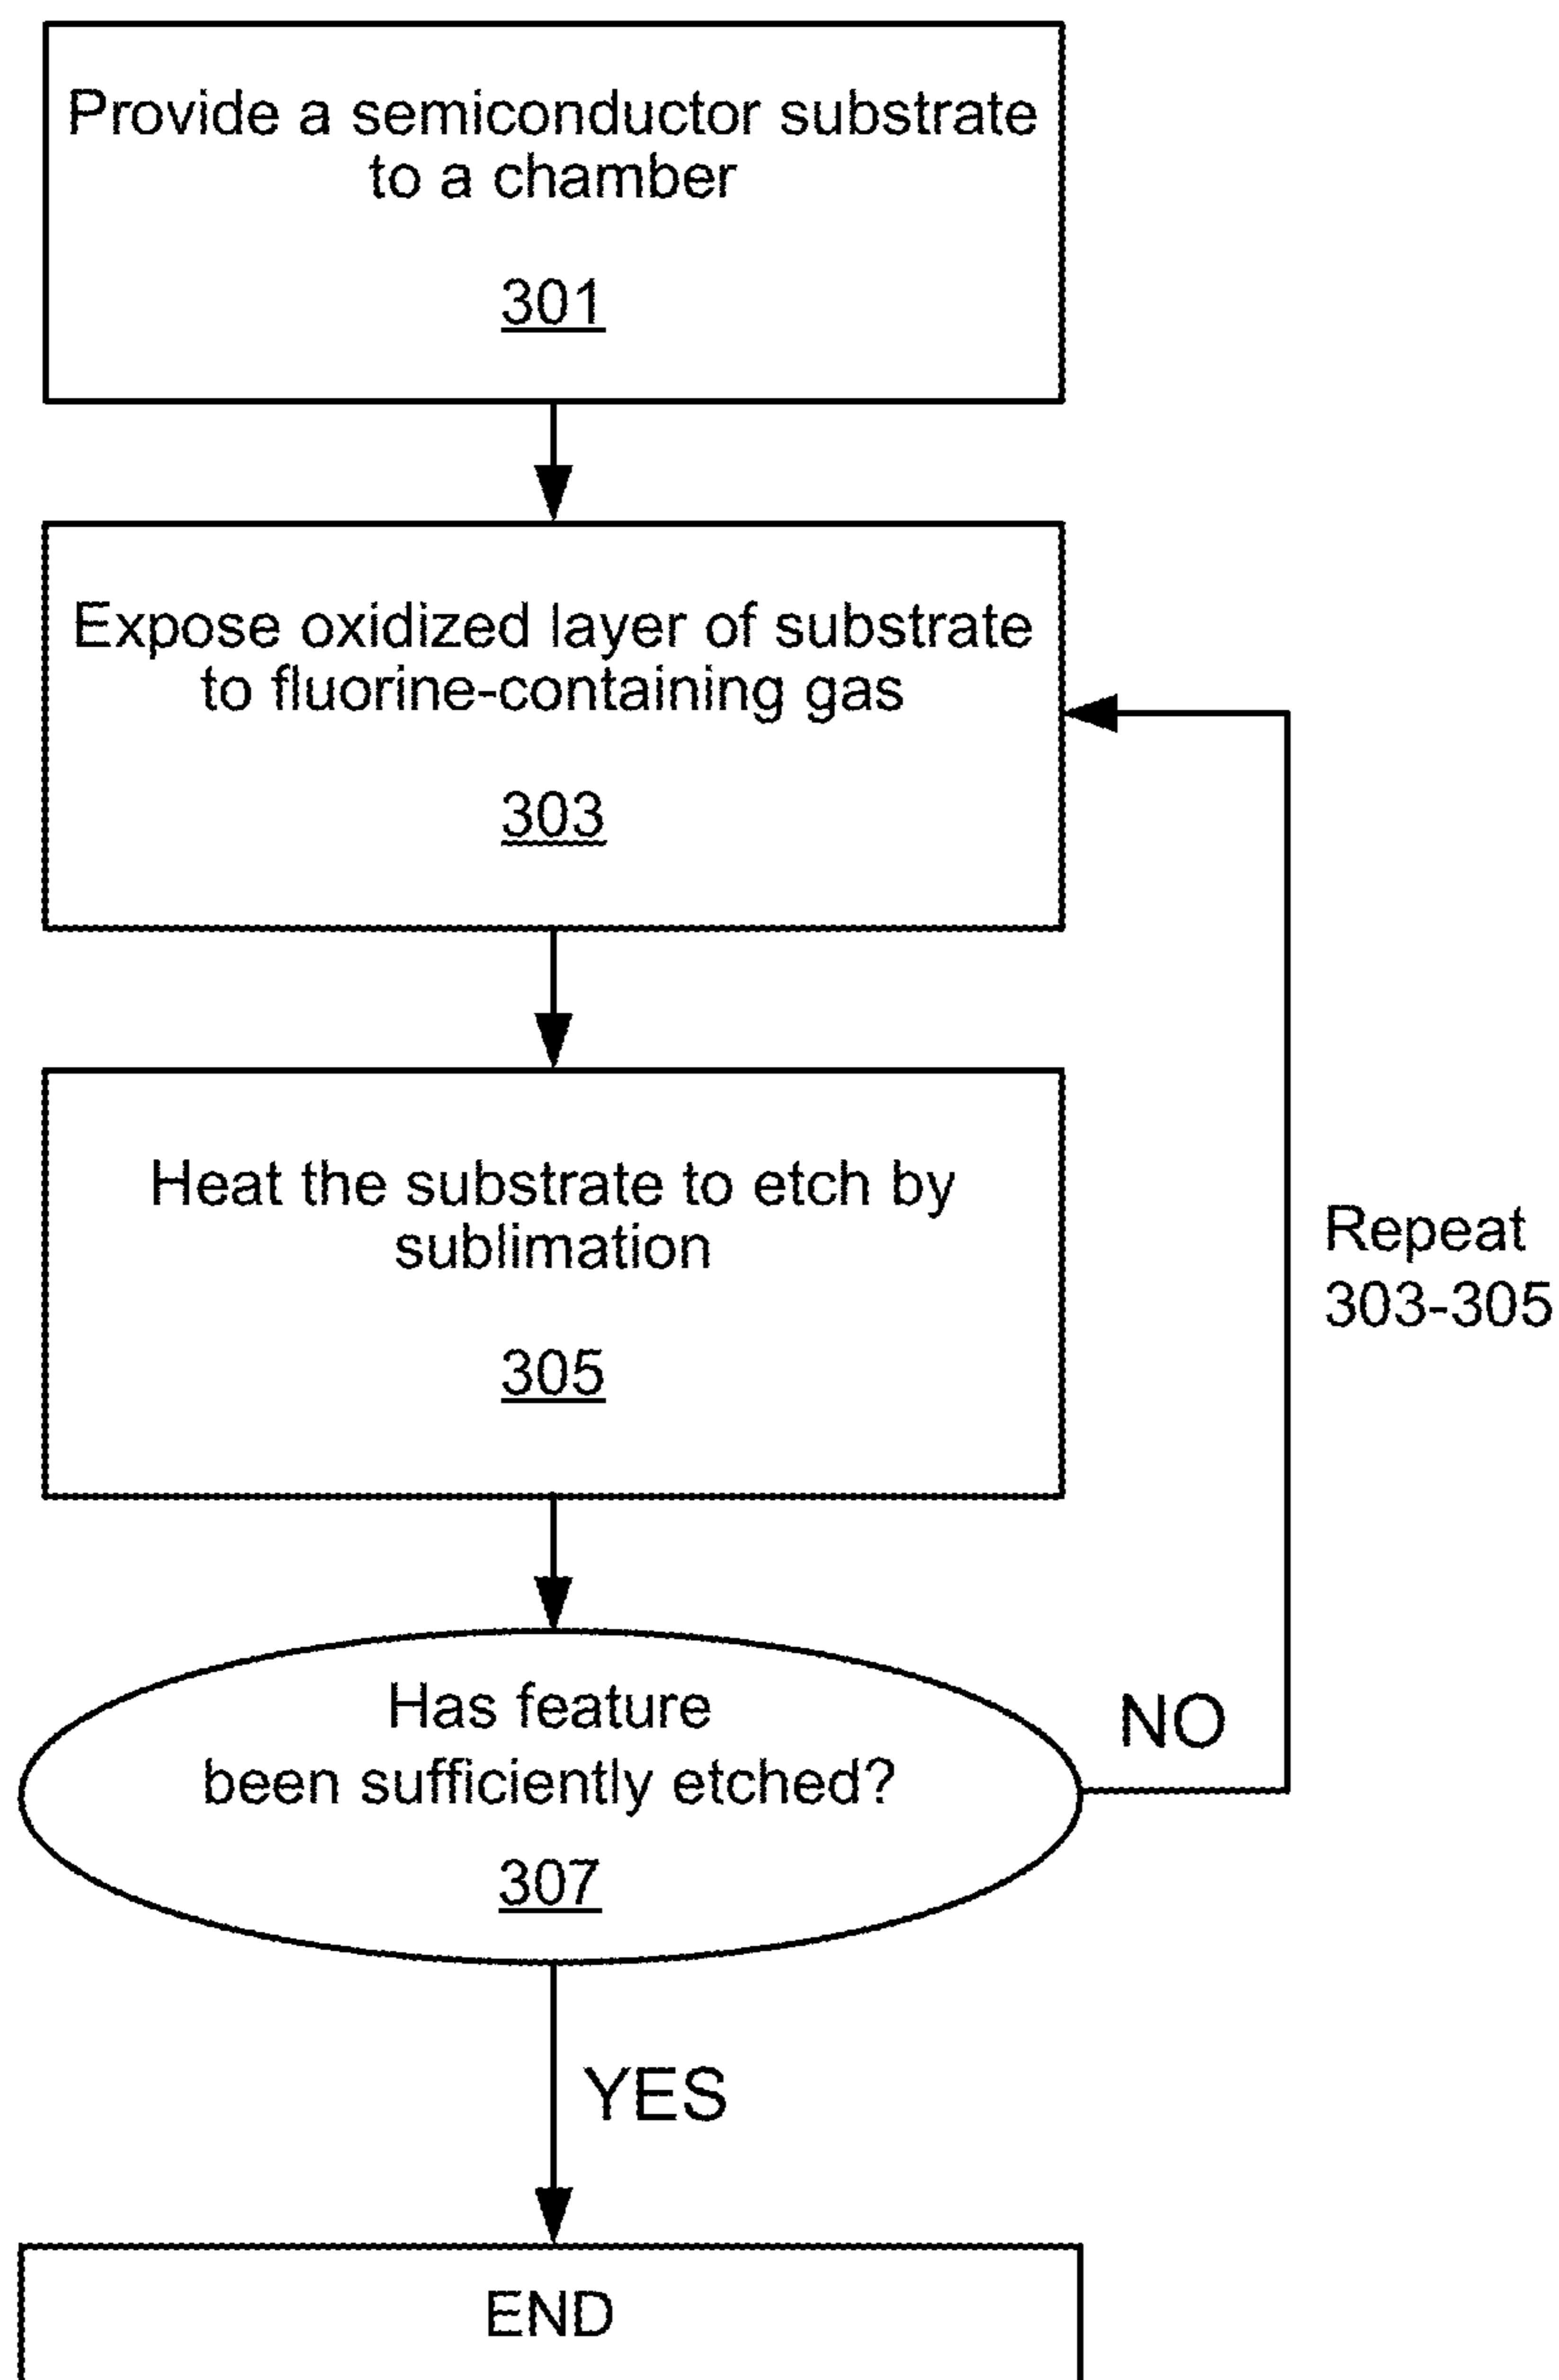 Provide a semiconductor substrate
to a chamber
301
Expose oxidized layer of substrate
to fluorine-containing gas
303
Heat the substrate to etch by
sublimation
305
Repeat
303-305
Has feature
been sufficiently etched?
307
NO
YES
END